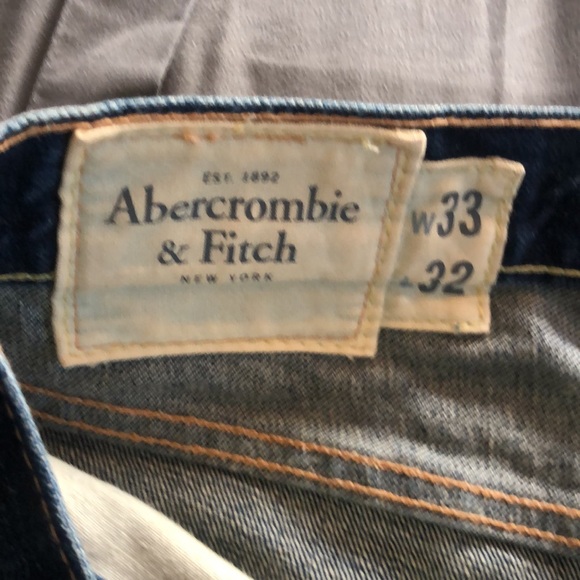 EST. 1892
Abercrombie
& Fitch
NEW YORK
W33
32